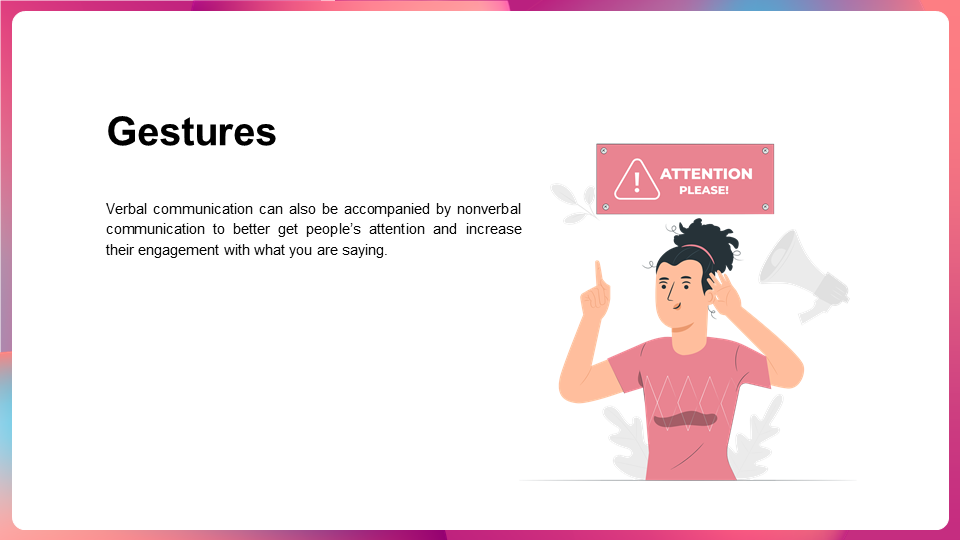 Gestures
ATTENTION
PLEASE!
Verbal communication can also be accompanied by nonverbal
communication to better get people’s attention and increase
their engagement with what you are saying.